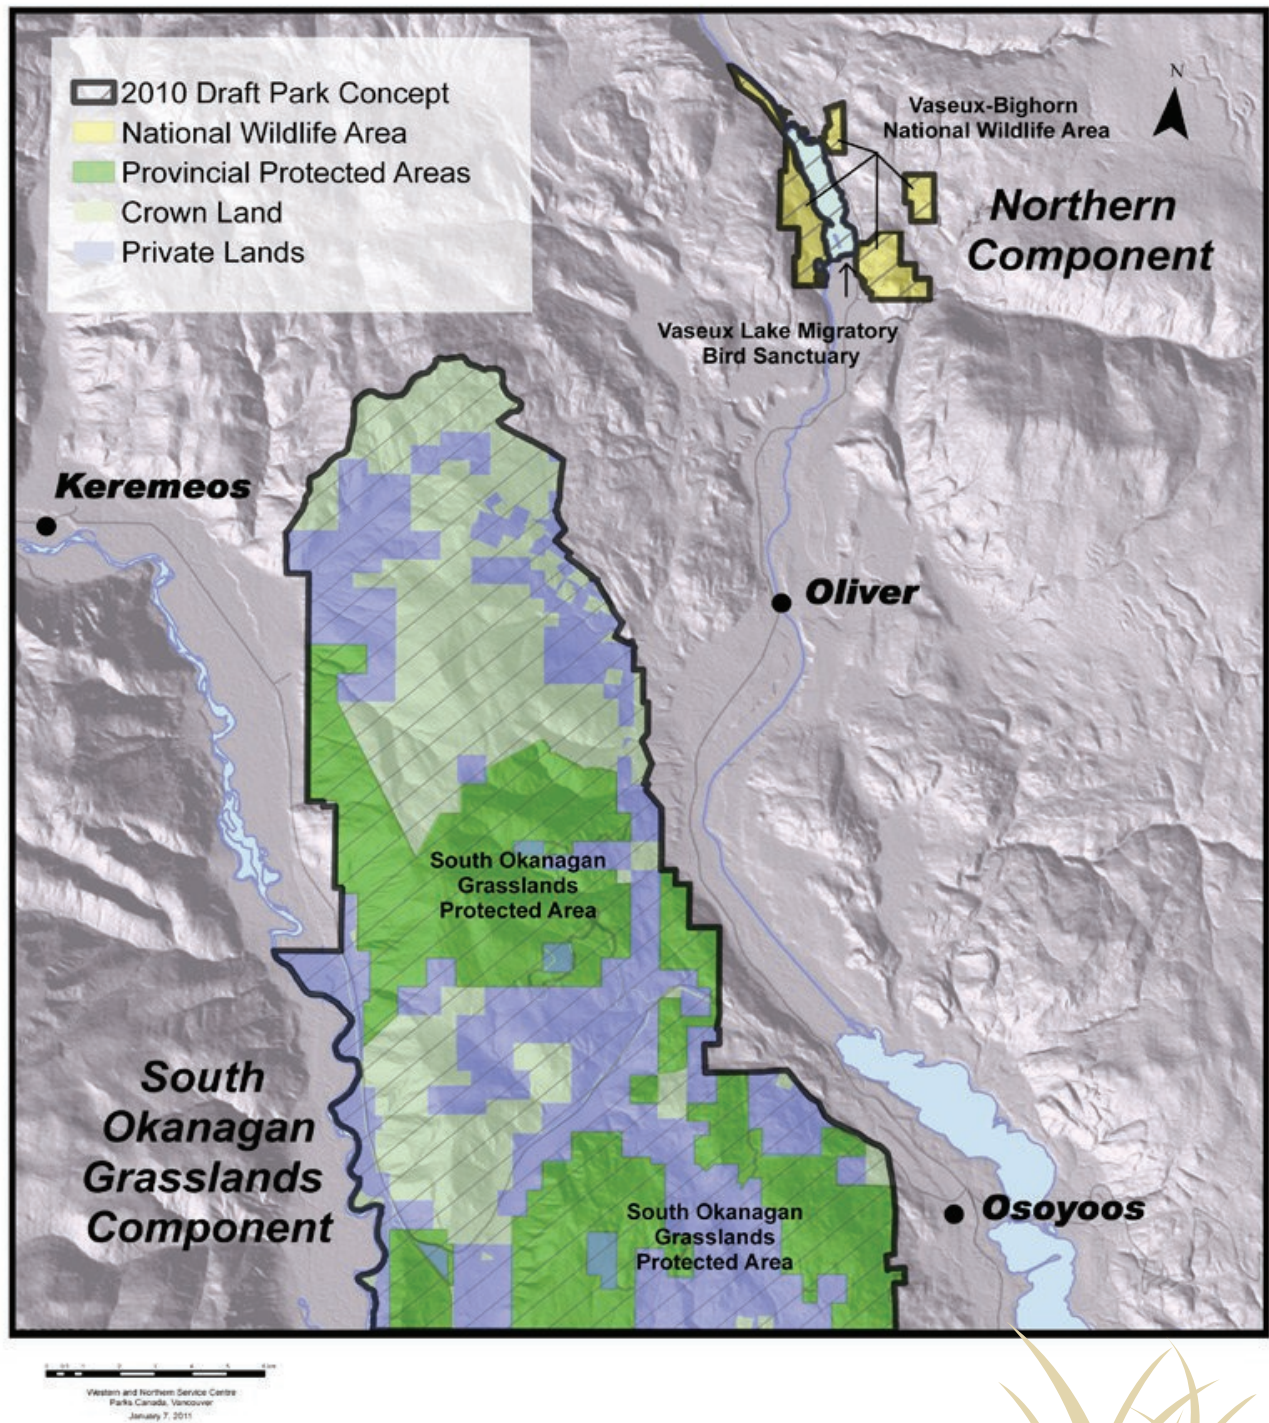 2010 Draft Park Concept
National Wildlife Area
Provincial Protected Areas
Crown Land
Private Lands
N
Vaseux-Bighorn
National Wildlife Area
Northern
Component
Vaseux Lake Migratory
Bird Sanctuary
Keremeos
Oliver
South Okanagan
Grasslands
Protected Area
South
Okanagan
Grasslands
Component
South Okanagan
Grasslands
Protected Area
Osoyoos
Western and Northern Service Centre
Parks Canada, Vancouver
January 7, 2011